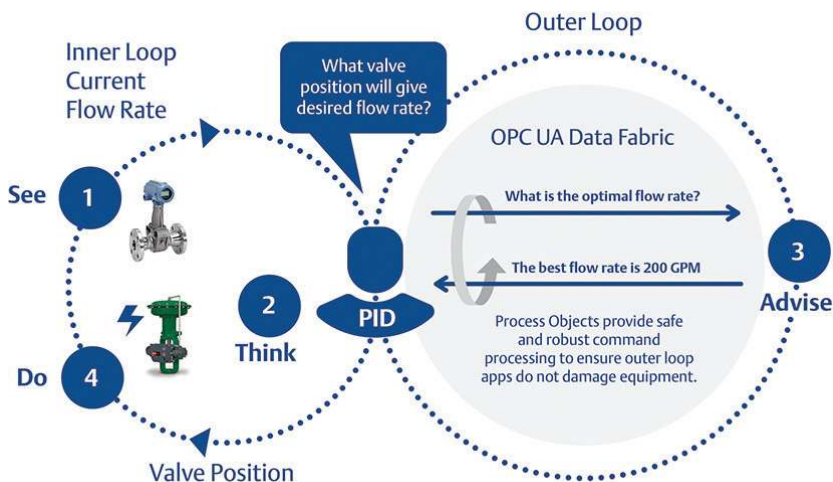 Outer Loop
Inner Loop
Current
Flow Rate
What valve
position will give
desired flow rate?
OPC UA Data Fabric
See
1
What is the optimal flow rate?
3
Advise
The best flow rate is 200 GPM
2
Think
PID
Process Objects provide safe
and robust command
processing to ensure outer loop
apps do not damage equipment.
Do
4
Valve Position